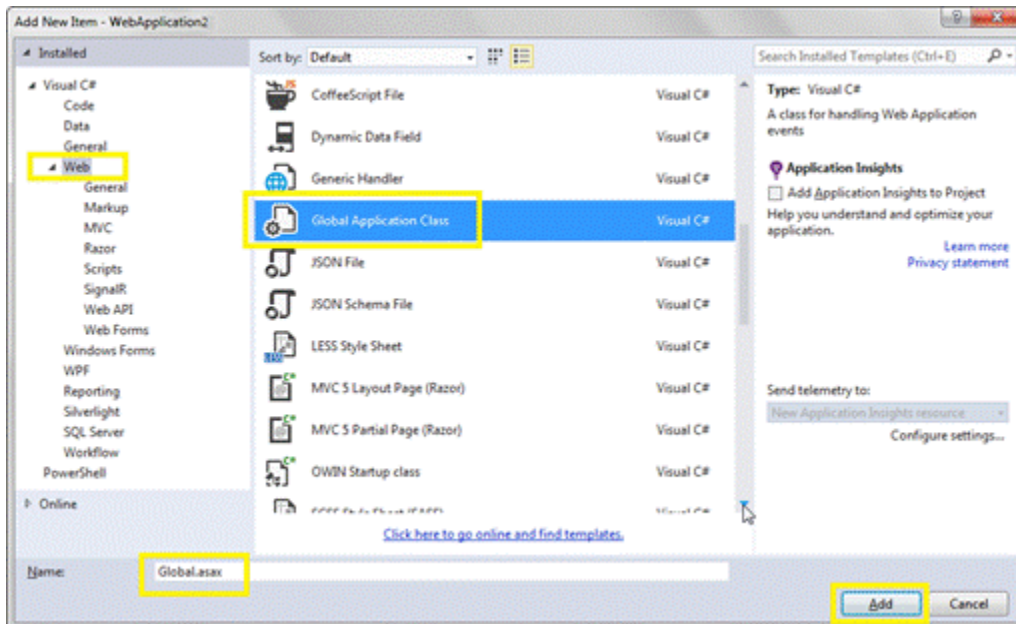 Add New Item - WebApplication2
Installed
Sort by: Default
Search Installed Templates (Ctrl+E)
Visual C#
Code
Data
General
Web
General
Markup
MVC
Razor
Scripts
SignalR
Web API
Web Forms
Windows Forms
WPF
Reporting
Silverlight
SQL Server
Workflow
PowerShell
Online
CoffeeScript File Visual C#
Dynamic Data Field Visual C#
Generic Handler Visual C#
Global Application Class Visual C#
JSON File Visual C#
JSON Schema File Visual C#
LESS Style Sheet Visual C#
MVC 5 Layout Page (Razor) Visual C#
MVC 5 Partial Page (Razor) Visual C#
OWIN Startup class Visual C#
Click here to go online and find templates.
Type: Visual C#
A class for handling Web Application
events
Application Insights
Add Application Insights to Project
Help you understand and optimize your
application.
Learn more
Privacy statement
Send telemetry to:
New Application Insights resource
Configure settings...
Name: Global.asax
Add Cancel